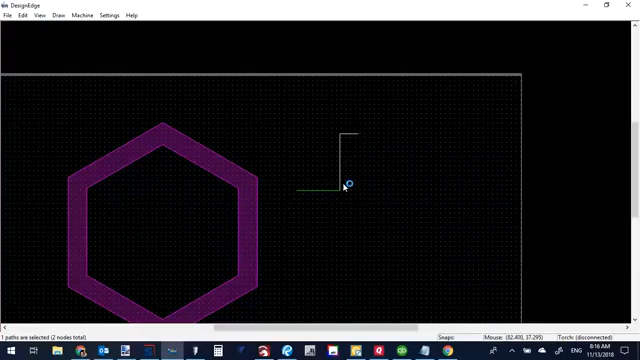 DesignEdge
File Edit View Draw Machine Settings Help
1 paths are selected (2 nodes total)
Snaps:
Mouse: (82.400, 37.295)
Torch: (disconnected)
ENG
8:16 AM
11/13/2018